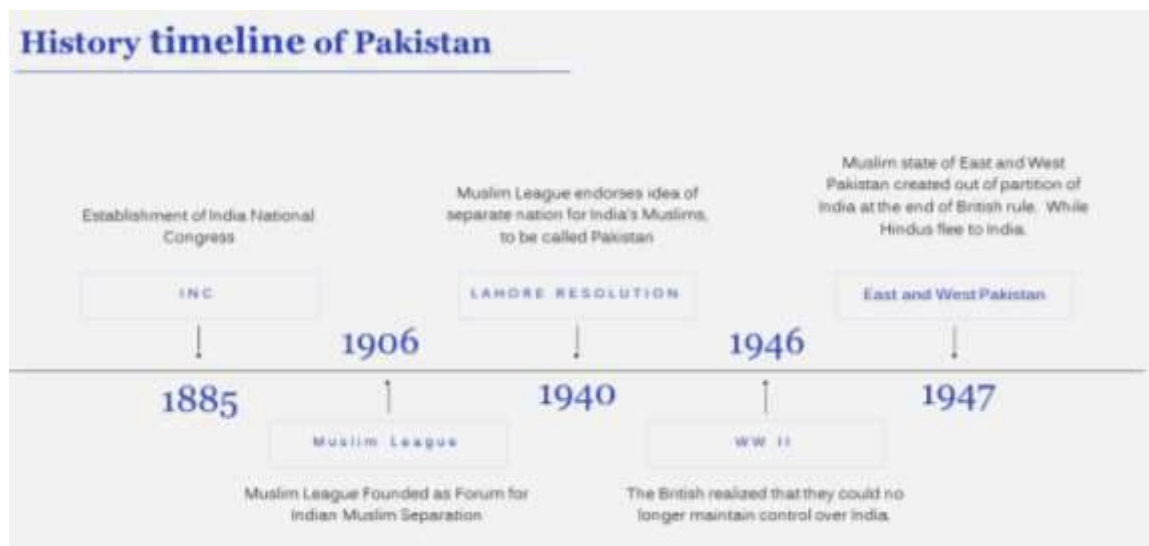 History timeline of Pakistan
Establishment of India National
Congress
INC
1885
1906
Muslim League
Muslim League Founded as Forum for
Indian Muslim Separation
Muslim League endorses idea of
separate nation for India's Muslims,
to be called Pakistan
LAHORE RESOLUTION
1940
1946
WW II
The British realized that they could no
longer maintain control over India.
Muslim state of East and West
Pakistan created out of partition of
India at the end of British rule. While
Hindus flee to India.
East and West Pakistan
1947